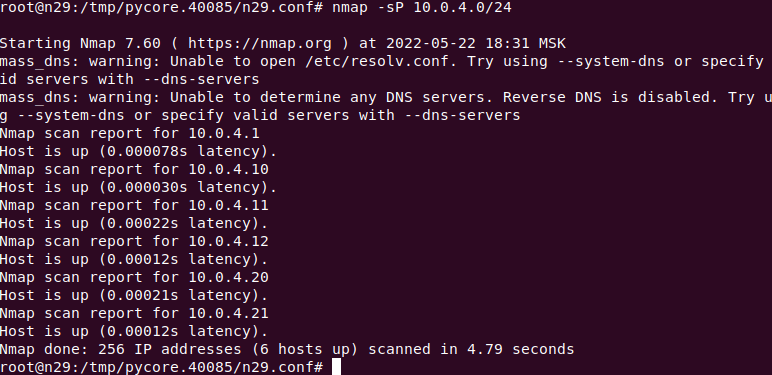 root@n29:/tmp/pycore.40085/n29.conf# nmap -sP 10.0.4.0/24
Starting Nmap 7.60 ( https://nmap.org ) at 2022-05-22 18:31 MSK
mass_dns: warning: Unable to open /etc/resolv.conf. Try using --system-dns or specify
id servers with --dns-servers
mass_dns: warning: Unable to determine any DNS servers. Reverse DNS is disabled. Try u
g --system-dns or specify valid servers with --dns-servers
Nmap scan report for 10.0.4.1
Host is up (0.000078s latency).
Nmap scan report for 10.0.4.10
Host is up (0.000030s latency).
Nmap scan report for 10.0.4.11
Host is up (0.00022s latency).
Nmap scan report for 10.0.4.12
Host is up (0.00012s latency).
Nmap scan report for 10.0.4.20
Host is up (0.00021s latency).
Nmap scan report for 10.0.4.21
Host is up (0.00012s latency).
Nmap done: 256 IP addresses (6 hosts up) scanned in 4.79 seconds
root@n29:/tmp/pycore.40085/n29.conf#